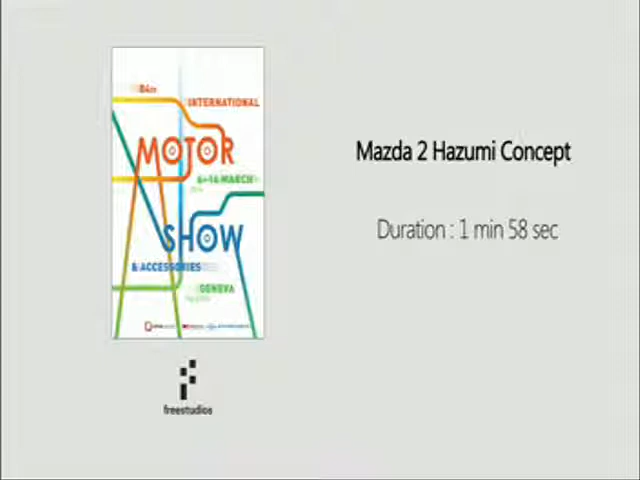 84th
INTERNATIONAL
MOTOR
6-16 MARCH
SHOW
& ACCESSORIES
GENEVA
freestudios
Mazda 2 Hazumi Concept
Duration : 1 min 58 sec